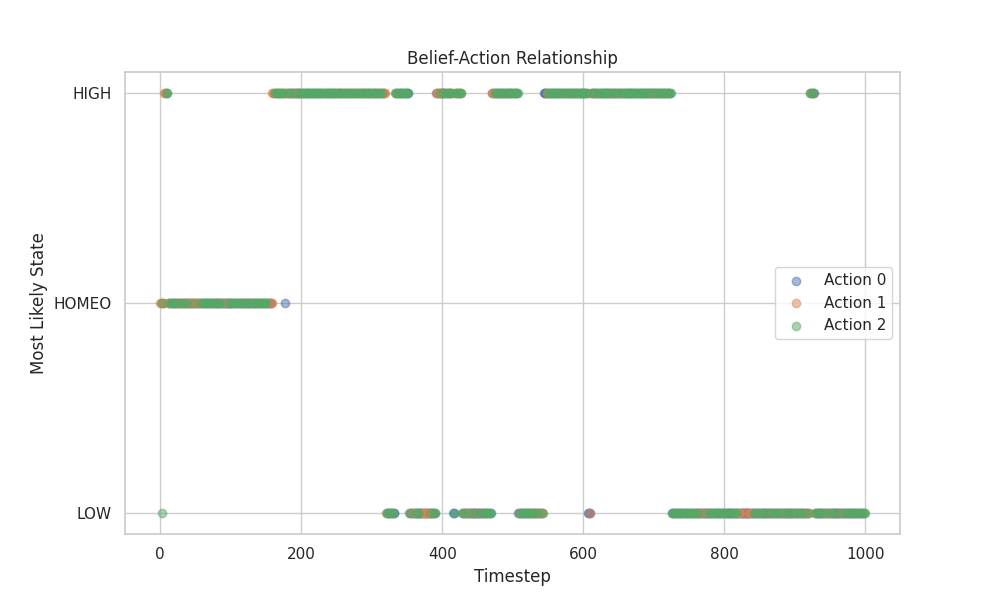 Belief-Action Relationship
HIGH
HOMEO
LOW
Most Likely State
0
200
400
600
800
1000
Timestep
Action 0
Action 1
Action 2